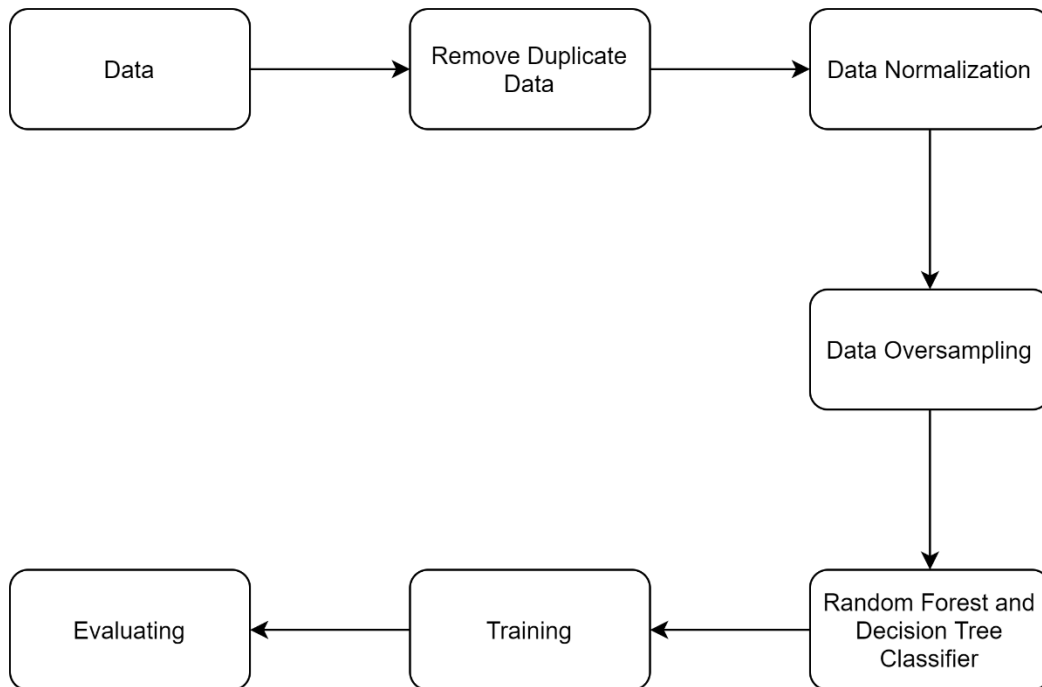 Data
Remove Duplicate
Data
Data Normalization
Data Oversampling
Random Forest and
Decision Tree
Classifier
Training
Evaluating